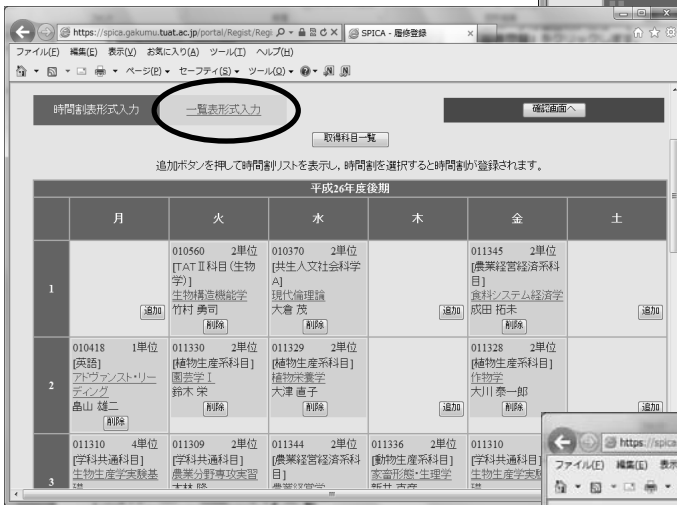 https://spica.gakumu.tuat.ac.jp/portal/Regist/Regi
SPICA - 履修登録
ファイル(F) 編集(E) 表示(V) お気に入り(A) ツール(T) ヘルプ(H)
ページ(P) セーフティ(S) ツール(O)
時間割表形式入力 一覧表形式入力 確認画面へ
取得科目一覧
追加ボタンを押して時間割リストを表示し，時間割を選択すると時間割が登録されます。
平成26年度後期
月 火 水 木 金 土
1
追加
010560 2単位
[TATⅡ科目(生物学)]
生物構造機能学
竹村 勇司
削除
010370 2単位
[共生人文社会科学A]
現代倫理論
大倉 茂
削除
追加
011345 2単位
[農業経営経済系科目]
食料システム経済学
成田 拓未
削除
追加
2
010418 1単位
[英語]
アドヴァンスト・リーディング
畠山 雄二
削除
011330 2単位
[植物生産系科目]
園芸学Ⅰ
鈴木 栄
削除
011329 2単位
[植物生産系科目]
植物栄養学
大津 直子
削除
追加
011328 2単位
[植物生産系科目]
作物学
大川 泰一郎
削除
追加
3
011310 4単位
[学科共通科目]
生物生産学実験基
011309 2単位
[学科共通科目]
農業分野専攻実習
011344 2単位
[農業経営経済系科目]
農業経営学
011336 2単位
[動物生産系科目]
家畜形態・生理学
011310
[学科共通科目]
生物生産学実
https://spica
ファイル(F) 編集(E) 表示